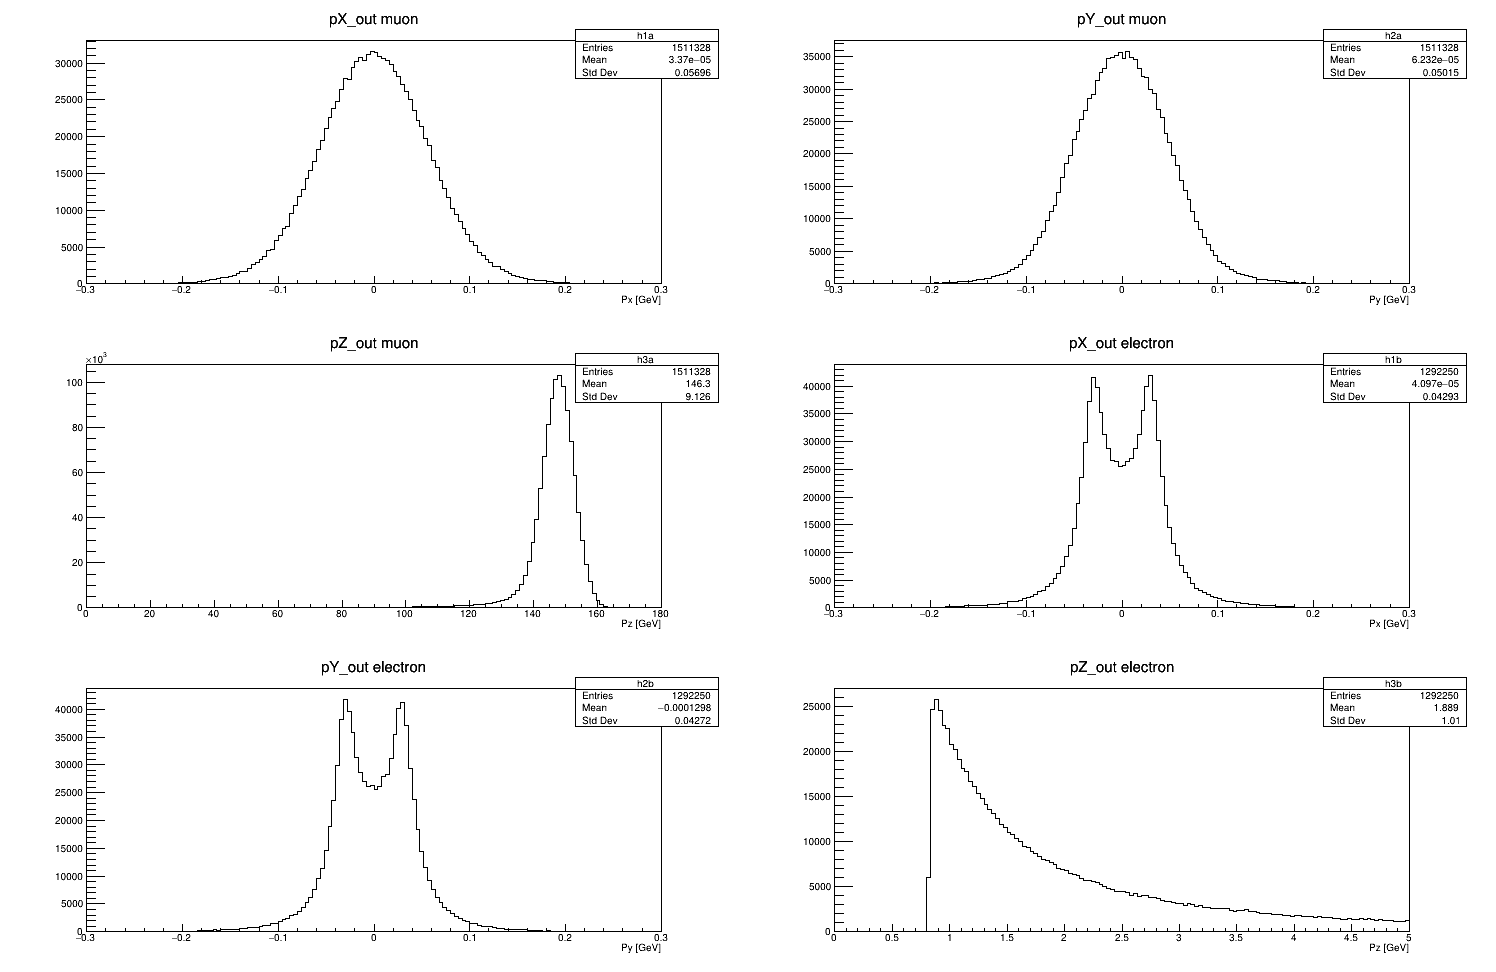 pX_out muon
h1a
Entries 1511328
Mean 3.37e−05
Std Dev 0.05696
30000
25000
20000
15000
10000
5000
0
−0.3 −0.2 −0.1 0 0.1 0.2 0.3
Px [GeV]
pY_out muon
h2a
Entries 1511328
Mean 6.232e−05
Std Dev 0.05015
35000
30000
25000
20000
15000
10000
5000
0
−0.3 −0.2 −0.1 0 0.1 0.2 0.3
Py [GeV]
pZ_out muon
h3a
Entries 1511328
Mean 146.3
Std Dev 9.126
×10³
100
80
60
40
20
0
0 20 40 60 80 100 120 140 160 180
Pz [GeV]
pX_out electron
h1b
Entries 1292250
Mean 4.097e−05
Std Dev 0.04293
40000
35000
30000
25000
20000
15000
10000
5000
0
−0.3 −0.2 −0.1 0 0.1 0.2 0.3
Px [GeV]
pY_out electron
h2b
Entries 1292250
Mean −0.0001298
Std Dev 0.04272
40000
35000
30000
25000
20000
15000
10000
5000
0
−0.3 −0.2 −0.1 0 0.1 0.2 0.3
Py [GeV]
pZ_out electron
h3b
Entries 1292250
Mean 1.889
Std Dev 1.01
25000
20000
15000
10000
5000
0
0 0.5 1 1.5 2 2.5 3 3.5 4 4.5 5
Pz [GeV]